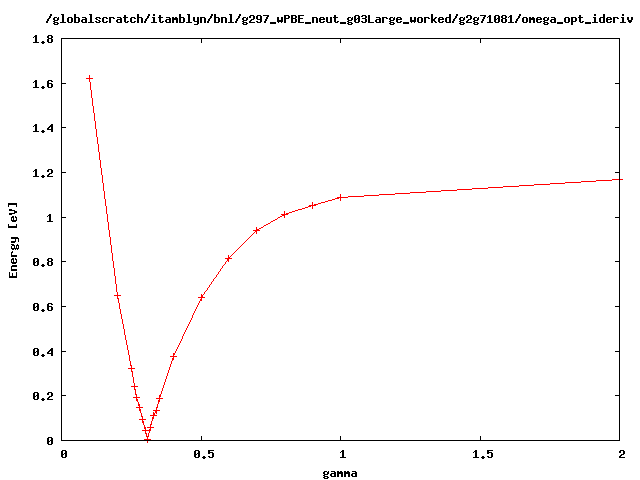 /globalscratch/itamblyn/bnl/g297_wPBE_neut_g03Large_worked/g2g71081/omega_opt_ideriv
1.8
1.6
1.4
1.2
1
0.8
0.6
0.4
0.2
0
Energy [eV]
0 0.5 1 1.5 2
gamma